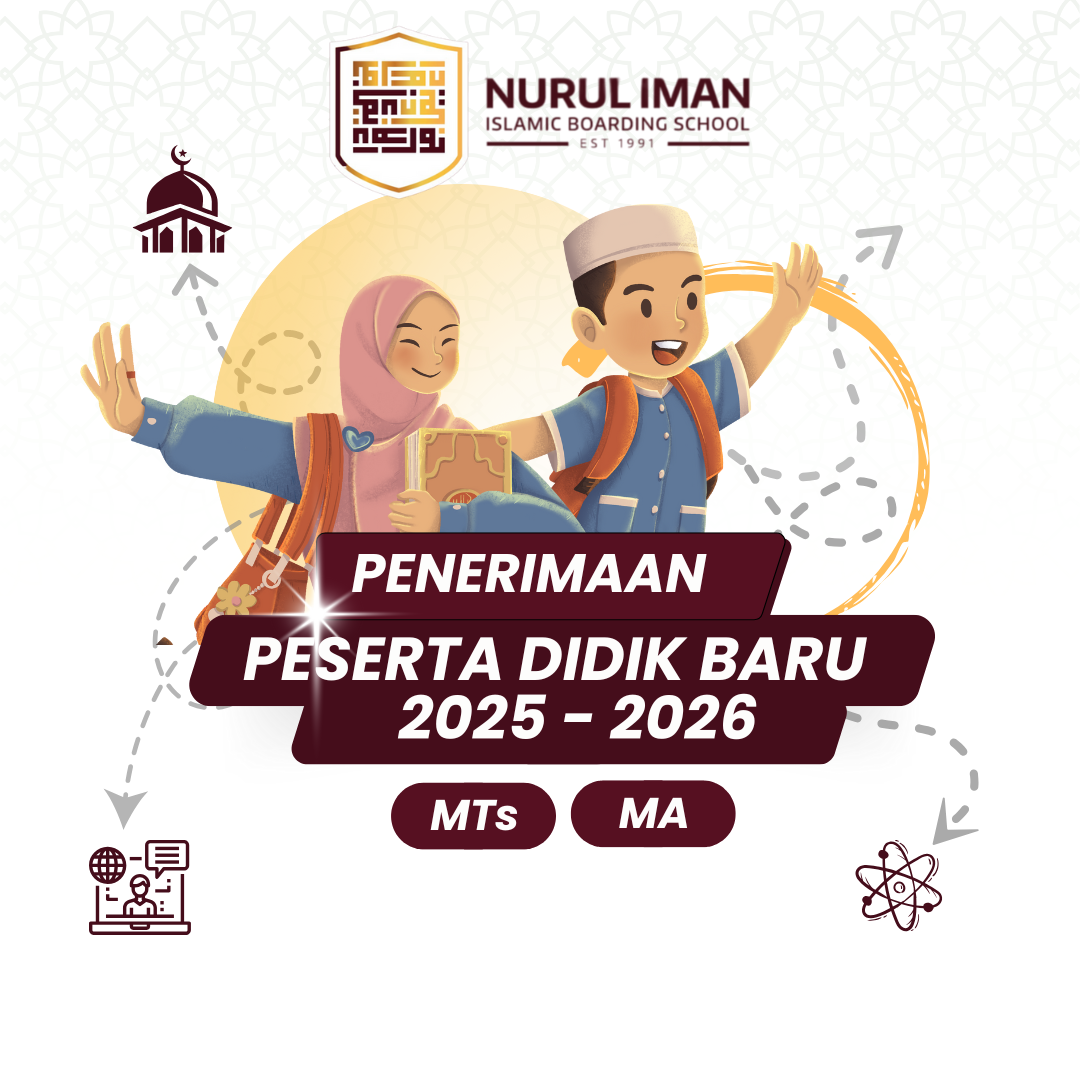 NURUL IMAN
ISLAMIC BOARDING SCHOOL
EST 1991
PENERIMAAN
PESERTA DIDIK BARU
2025 - 2026
MTs
MA